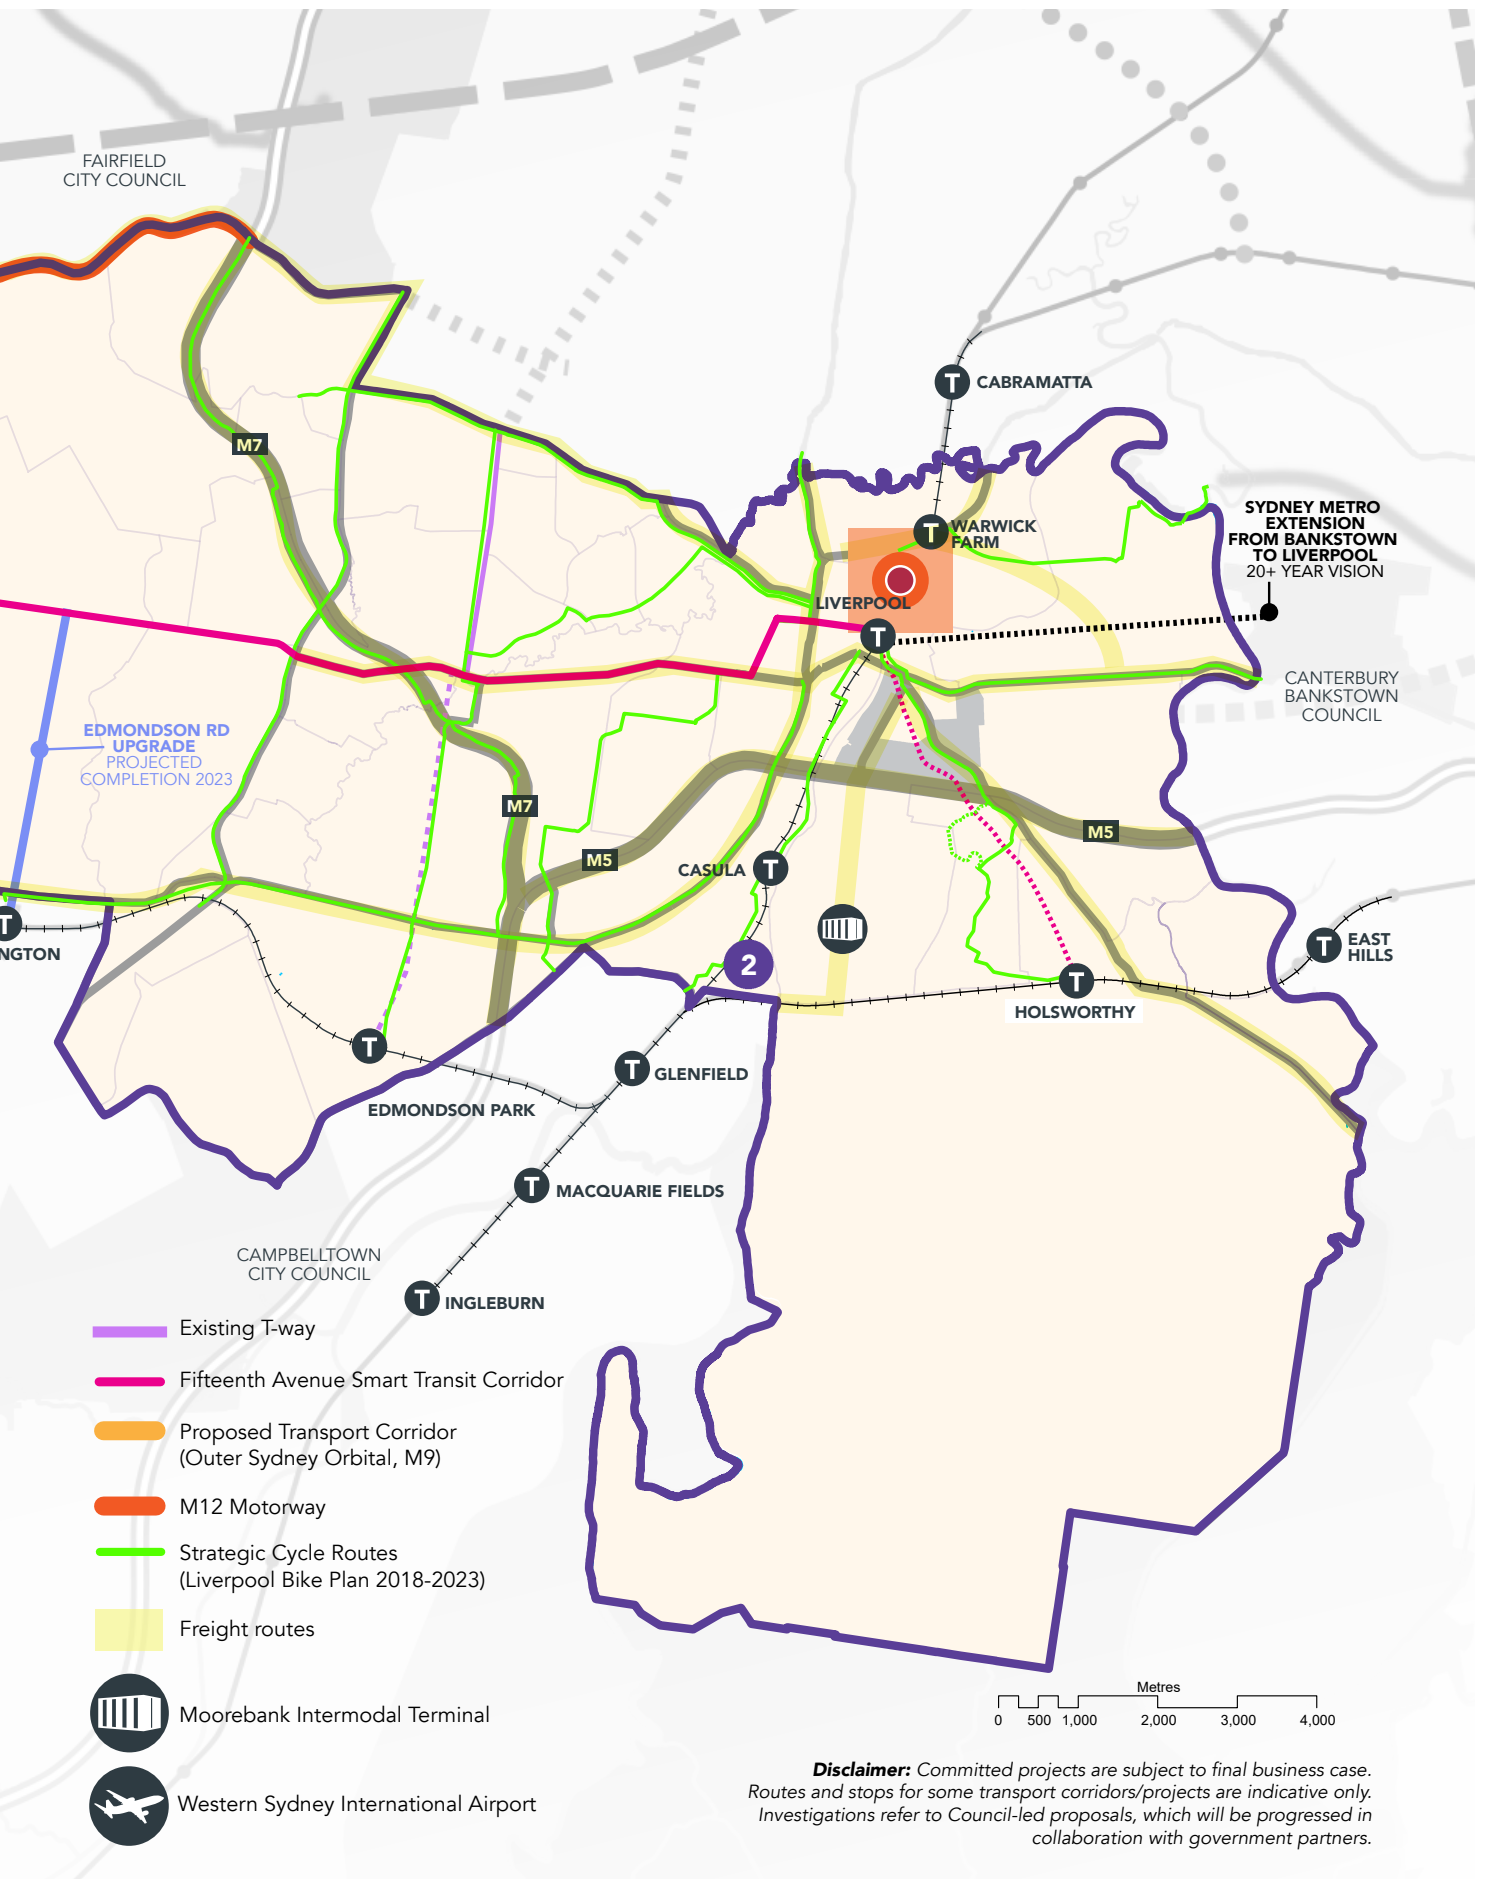 FAIRFIELD
CITY COUNCIL
CABRAMATTA
M7
WARWICK
FARM
SYDNEY METRO
EXTENSION
FROM BANKSTOWN
TO LIVERPOOL
20+ YEAR VISION
LIVERPOOL
T
T
T
CANTERBURY
BANKSTOWN
COUNCIL
EDMONDSON RD
UPGRADE
PROJECTED
COMPLETION 2023
M7
M5
M5
CASULA
T
T
NGTON
2
T
EAST
HILLS
T
HOLSWORTHY
T
T
GLENFIELD
EDMONDSON PARK
T
MACQUARIE FIELDS
CAMPBELLTOWN
CITY COUNCIL
T
INGLEBURN
Existing T-way
Fifteenth Avenue Smart Transit Corridor
Proposed Transport Corridor
(Outer Sydney Orbital, M9)
M12 Motorway
Strategic Cycle Routes
(Liverpool Bike Plan 2018-2023)
Freight routes
Moorebank Intermodal Terminal
Western Sydney International Airport
Metres
0 500 1,000 2,000 3,000 4,000
Disclaimer: Committed projects are subject to final business case.
Routes and stops for some transport corridors/projects are indicative only.
Investigations refer to Council-led proposals, which will be progressed in
collaboration with government partners.